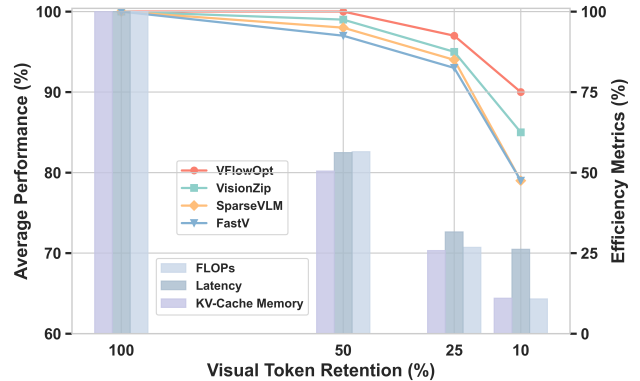 100
90
80
70
60
Average Performance (%)
100
75
50
25
0
Efficiency Metrics (%)
VFlowOpt
VisionZip
SparseVLM
FastV
FLOPs
Latency
KV-Cache Memory
100 50 25 10
Visual Token Retention (%)